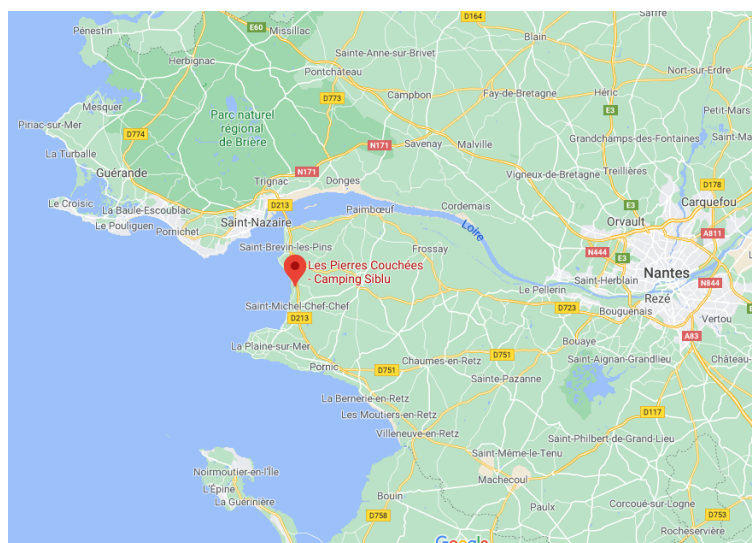 D164
Saffré
E60
Missillac
Pénestin
Blain
Sainte-Anne-sur-Brivet
Herbignac
Nort-sur-Erdre
Pontchâteau
Campbon
Fay-de-Bretagne
Héric
D773
Mesquer
E3
Petit-Mars
Parc naturel
régional
de Brière
Piriac-sur-Mer
D774
Grandchamps-des-Fontaines
N171
Savenay
Malville
La Turballe
Guérande
N171
Vigneux-de-Bretagne
Treillières
Trignac
Donges
D178
Le Croisic
La Baule-Escoublac
D213
Paimbœuf
Cordemais
E3
Carquefou
Le Pouliguen
Pornichet
Saint-Nazaire
Loire
Orvault
A811
Saint-Brevin-les-Pins
Frossay
N444
E3
Les Pierres Couchées
- Camping Siblu
Nantes
Saint-Herblain
N844
Le Pellerin
Rezé
Saint-Michel-Chef-Chef
D723
Bouguenais
Vertou
D213
A83
La Plaine-sur-Mer
Bouaye
D751
Saint-Aignan-Grandlieu
Château-
Pornic
D751
Chaumes-en-Retz
Sainte-Pazanne
La Bernerie-en-Retz
D117
Les Moutiers-en-Retz
Villeneuve-en-Retz
Saint-Philbert-de-Grand-Lieu
Saint-Même-le-Tenu
Noirmoutier-en-l'Île
Machecoul
L'Épine
La Guérinière
Bouin
Paulx
Corcoué-sur-Logne
D758
D753
Rocheservière
Google